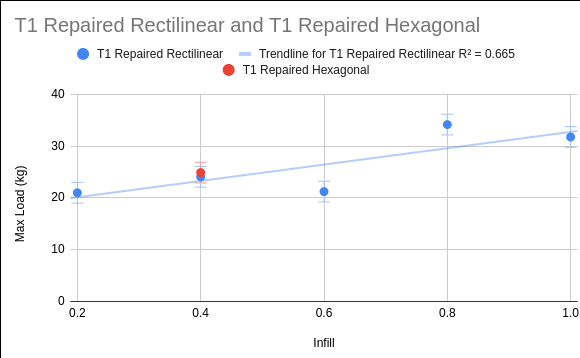 T1 Repaired Rectilinear and T1 Repaired Hexagonal
T1 Repaired Rectilinear
Trendline for T1 Repaired Rectilinear R² = 0.665
T1 Repaired Hexagonal
Max Load (kg)
40
30
20
10
0
0.2 0.4 0.6 0.8 1.0
Infill